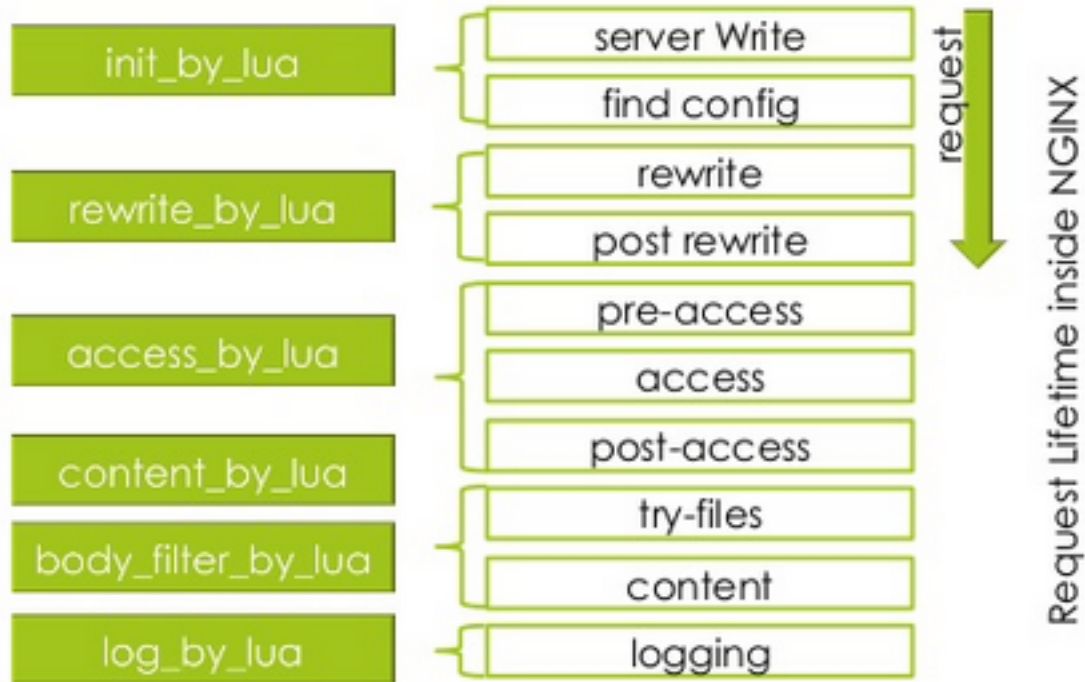 init_by_lua
server Write
find config
rewrite_by_lua
rewrite
post rewrite
access_by_lua
pre-access
access
post-access
content_by_lua
body_filter_by_lua
try-files
content
log_by_lua
logging
request
Request Lifetime inside NGINX